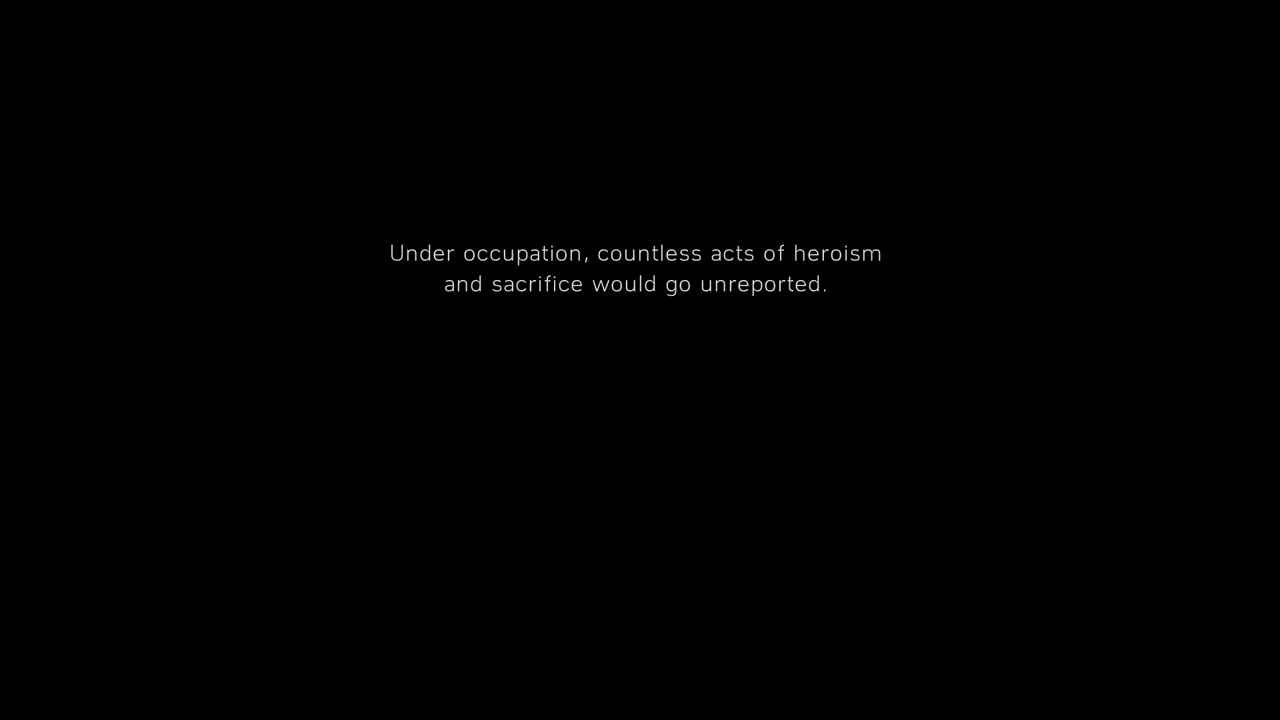 Under occupation, countless acts of heroism
and sacrifice would go unreported.